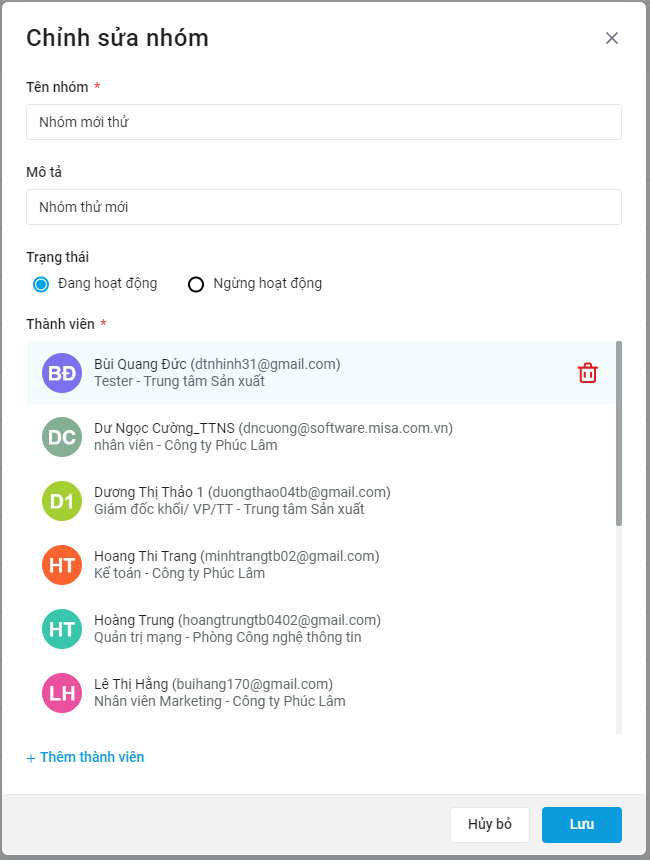 Chỉnh sửa nhóm
Tên nhóm *
Nhóm mới thử
Mô tả
Nhóm thử mới
Trạng thái
Đang hoạt động Ngừng hoạt động
Thành viên *
BĐ Bùi Quang Đức (dtnhinh31@gmail.com)
Tester - Trung tâm Sản xuất
DC Dư Ngọc Cường_TTNS (dncuong@software.misa.com.vn)
nhân viên - Công ty Phúc Lâm
D1 Dương Thị Thảo 1 (duongthao04tb@gmail.com)
Giám đốc khối/ VP/TT - Trung tâm Sản xuất
HT Hoang Thi Trang (minhtrangtb02@gmail.com)
Kế toán - Công ty Phúc Lâm
HT Hoàng Trung (hoangtrungtb0402@gmail.com)
Quản trị mạng - Phòng Công nghệ thông tin
LH Lê Thị Hằng (buihang170@gmail.com)
Nhân viên Marketing - Công ty Phúc Lâm
+ Thêm thành viên
Hủy bỏ Lưu